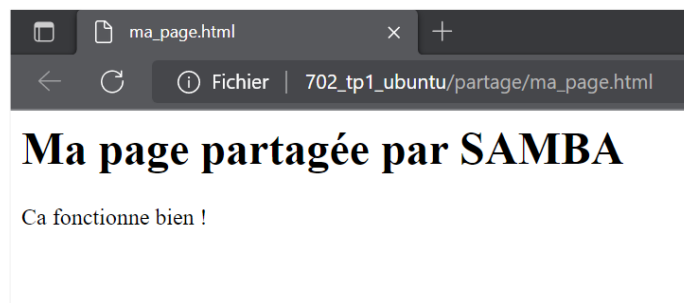 ma_page.html
Fichier | 702_tp1_ubuntu/partage/ma_page.html
Ma page partagée par SAMBA
Ca fonctionne bien !